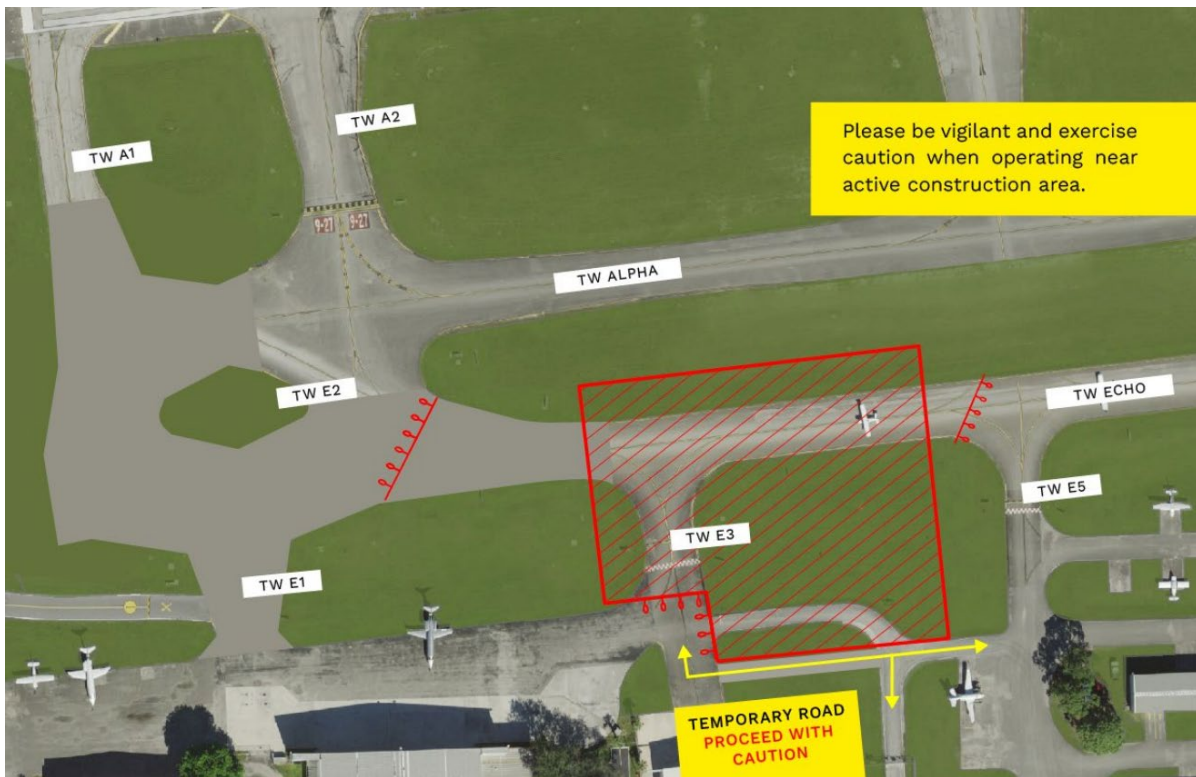 TW A1
TW A2
9-27
9-27
Please be vigilant and exercise
caution when operating near
active construction area.
TW ALPHA
TW E2
TW ECHO
TW E5
TW E3
TW E1
TEMPORARY ROAD
PROCEED WITH
CAUTION